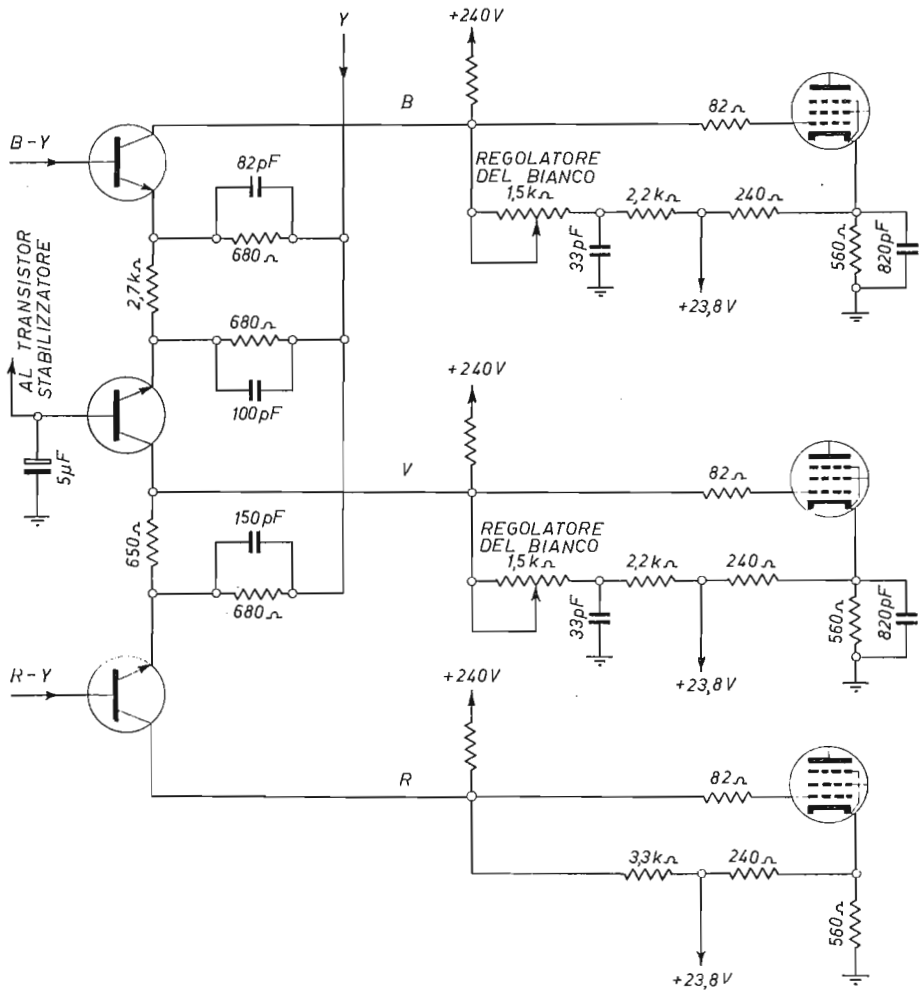 Y
+240V
B
82Ω
B-Y
82pF
680Ω
REGOLATORE
DEL BIANCO
1,5kΩ
2,2kΩ
240Ω
33pF
560Ω
820pF
+23,8V
2,7kΩ
680Ω
100pF
AL TRANSISTOR
STABILIZZATORE
5µF
+240V
V
82Ω
650Ω
150pF
680Ω
REGOLATORE
DEL BIANCO
1,5kΩ
2,2kΩ
240Ω
33pF
560Ω
820pF
+23,8V
R-Y
+240V
R
82Ω
3,3kΩ
240Ω
560Ω
+23,8V